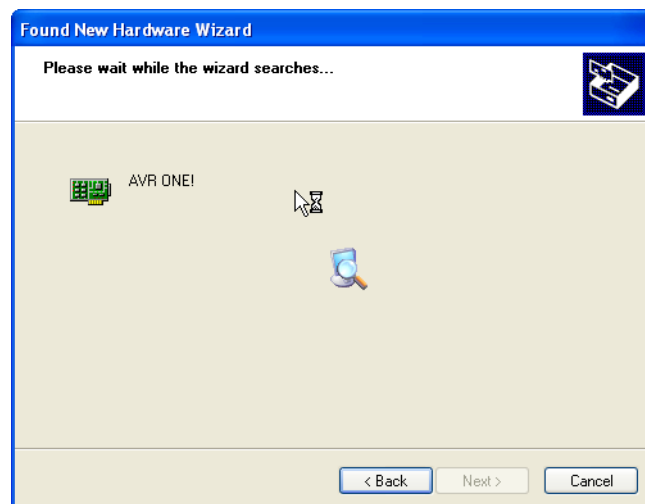 Found New Hardware Wizard
Please wait while the wizard searches...
AVR ONE!
< Back
Next >
Cancel